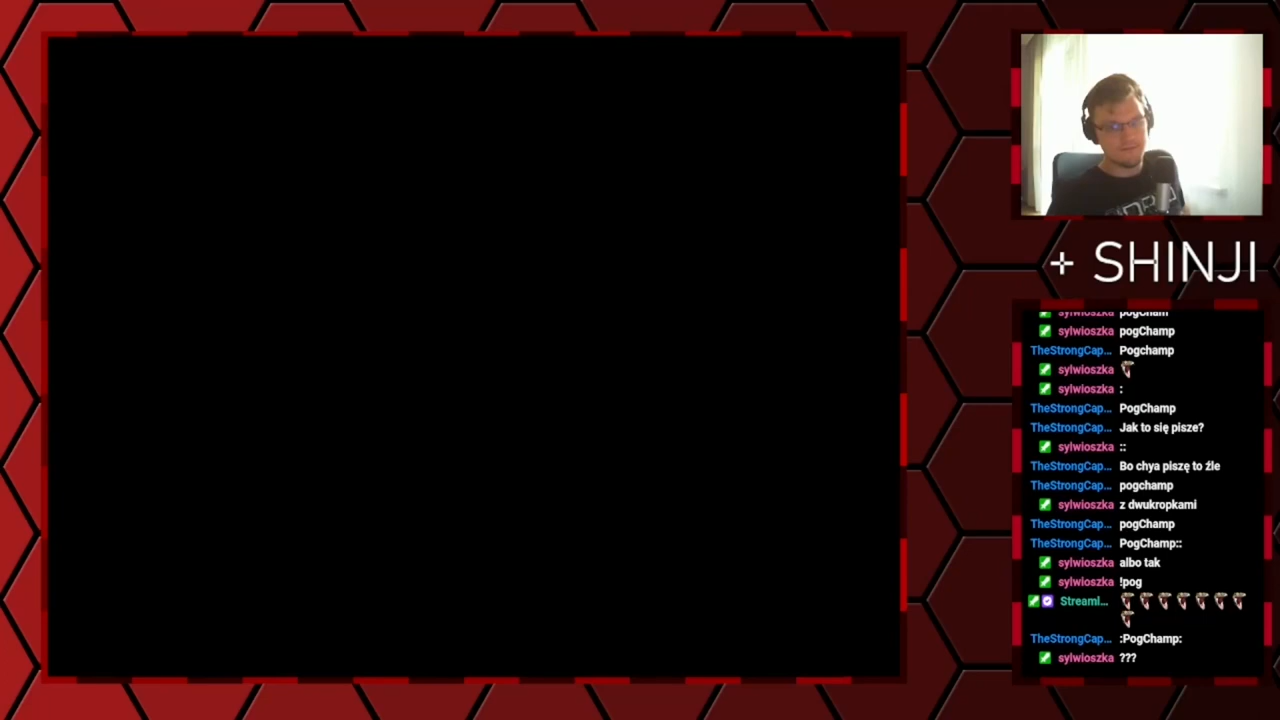 + SHINJI
sylwioszka pogCham
sylwioszka pogChamp
TheStrongCap... Pogchamp
sylwioszka
sylwioszka :
TheStrongCap... PogChamp
TheStrongCap... Jak to się pisze?
sylwioszka ::
TheStrongCap... Bo chya piszę to źle
TheStrongCap... pogchamp
sylwioszka z dwukropkami
TheStrongCap... pogChamp
TheStrongCap... PogChamp::
sylwioszka albo tak
sylwioszka !pog
Streaml...
TheStrongCap... :PogChamp:
sylwioszka ???